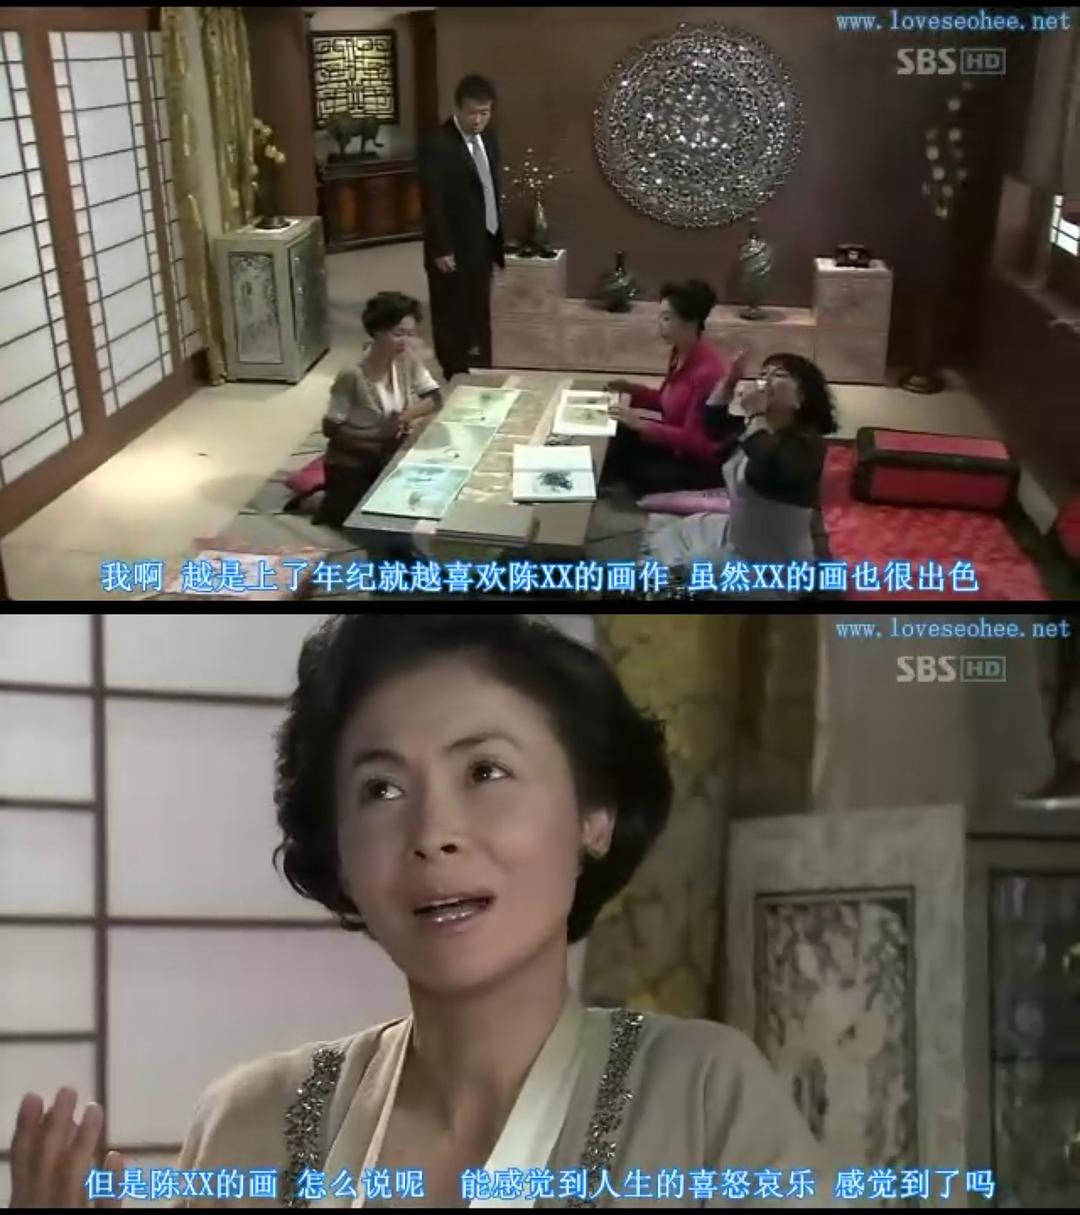 www.loveseohee.net
SBS HD
我啊 越是上了年纪就越喜欢陈XX的画作 虽然XX的画也很出色
www.loveseohee.net
SBS HD
但是陈XX的画 怎么说呢 能感觉到人生的喜怒哀乐 感觉到了吗